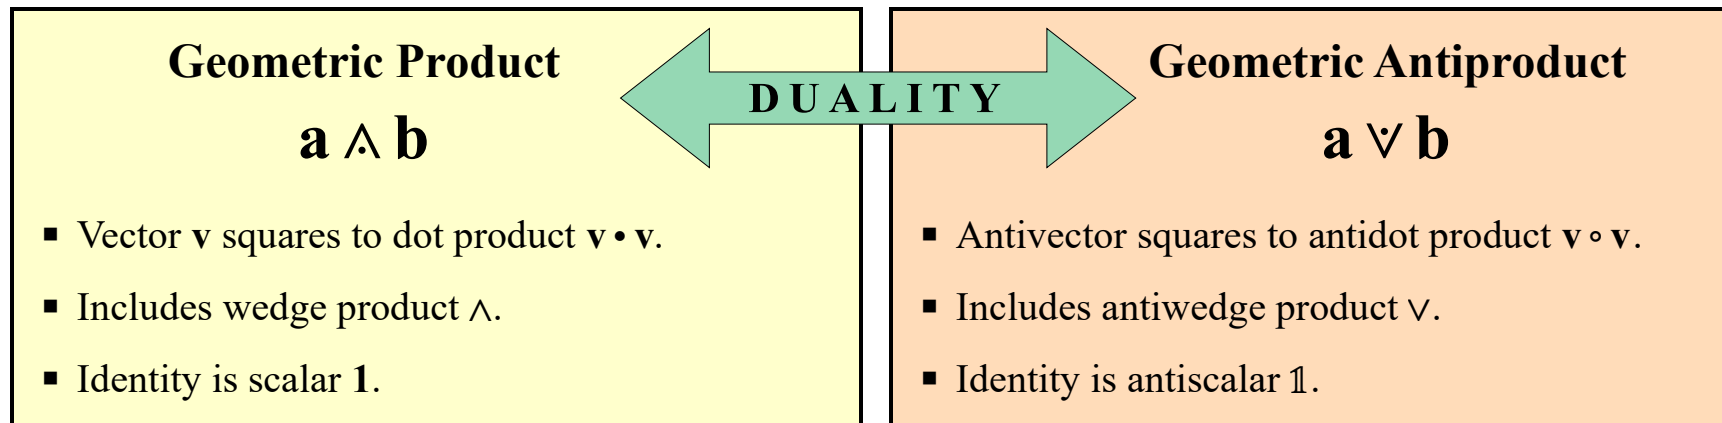 Geometric Product
a ⟑ b
▪ Vector v squares to dot product v • v.
▪ Includes wedge product ∧.
▪ Identity is scalar 1.
DUALITY
Geometric Antiproduct
a ⟇ b
▪ Antivector squares to antidot product v ∘ v.
▪ Includes antiwedge product ∨.
▪ Identity is antiscalar 𝟙.